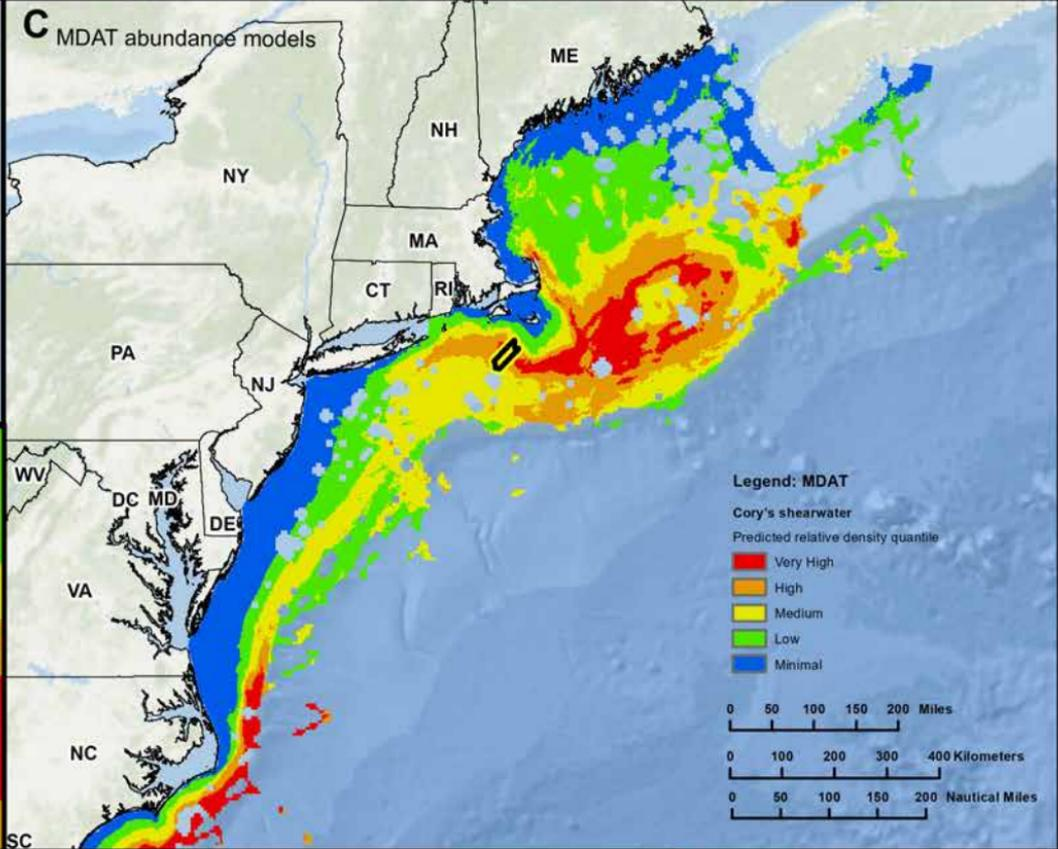 C MDAT abundance models
ME
NH
NY
MA
CT
RI
PA
NJ
WV
DC
MD
DE
VA
NC
SC
Legend: MDAT
Cory's shearwater
Predicted relative density quantile
Very High
High
Medium
Low
Minimal
0 50 100 150 200 Miles
0 100 200 300 400 Kilometers
0 50 100 150 200 Nautical Miles